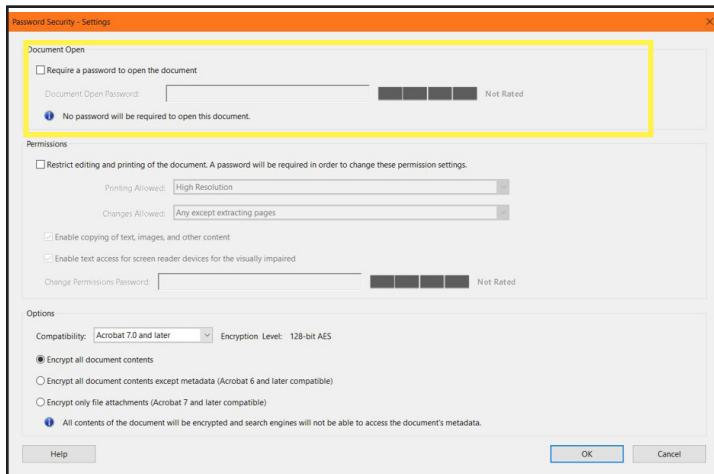 Password Security - Settings
Document Open
Require a password to open the document
Document Open Password:
Not Rated
No password will be required to open this document.
Permissions
Restrict editing and printing of the document. A password will be required in order to change these permission settings.
Printing Allowed: High Resolution
Changes Allowed: Any except extracting pages
Enable copying of text, images, and other content
Enable text access for screen reader devices for the visually impaired
Change Permissions Password: Not Rated
Options
Compatibility: Acrobat 7.0 and later Encryption Level: 128-bit AES
Encrypt all document contents
Encrypt all document contents except metadata (Acrobat 6 and later compatible)
Encrypt only file attachments (Acrobat 7 and later compatible)
All contents of the document will be encrypted and search engines will not be able to access the document's metadata.
Help OK Cancel